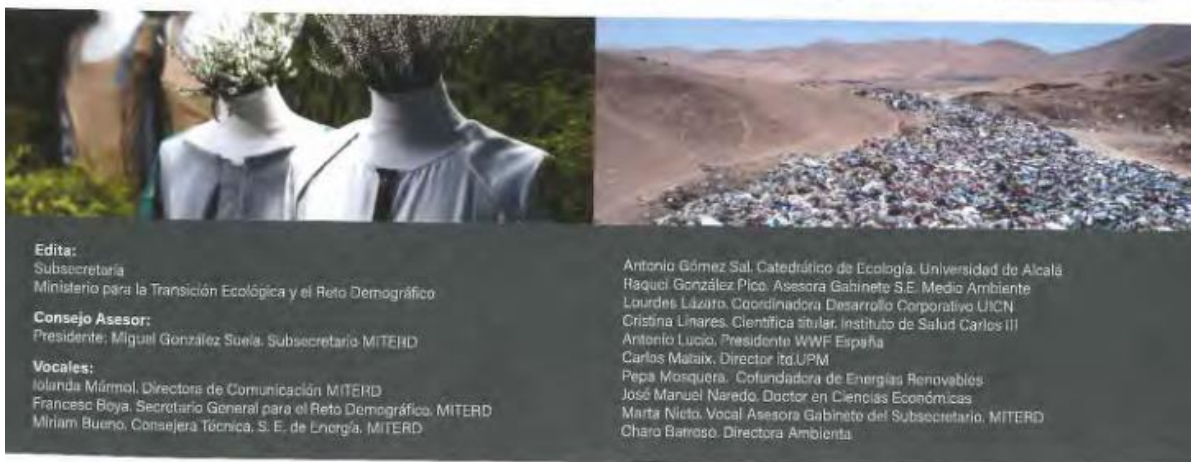 Edita:
Subsecretaría
Ministerio para la Transición Ecológica y el Reto Demográfico
Consejo Asesor:
Presidente: Miguel González Suela. Subsecretario MITERD
Vocales:
Iolanda Mármol. Directora de Comunicación MITERD
Francesc Boya. Secretario General para el Reto Demográfico. MITERD
Miriam Bueno. Consejera Técnica. S. E. de Energía. MITERD
Antonio Gómez Sal. Catedrático de Ecología. Universidad de Alcalá
Raquel González Pico. Asesora Gabinete S.E. Medio Ambiente
Lourdes Lázaro. Coordinadora Desarrollo Corporativo UICN
Cristina Linares. Científica titular. Instituto de Salud Carlos III
Antonio Lucio. Presidente WWF España
Carlos Mataix. Director itd.UPM
Pepa Mosquera. Cofundadora de Energías Renovables
José Manuel Naredo. Doctor en Ciencias Económicas
Marta Nieto. Vocal Asesora Gabinete del Subsecretario. MITERD
Charo Barroso. Directora Ambienta